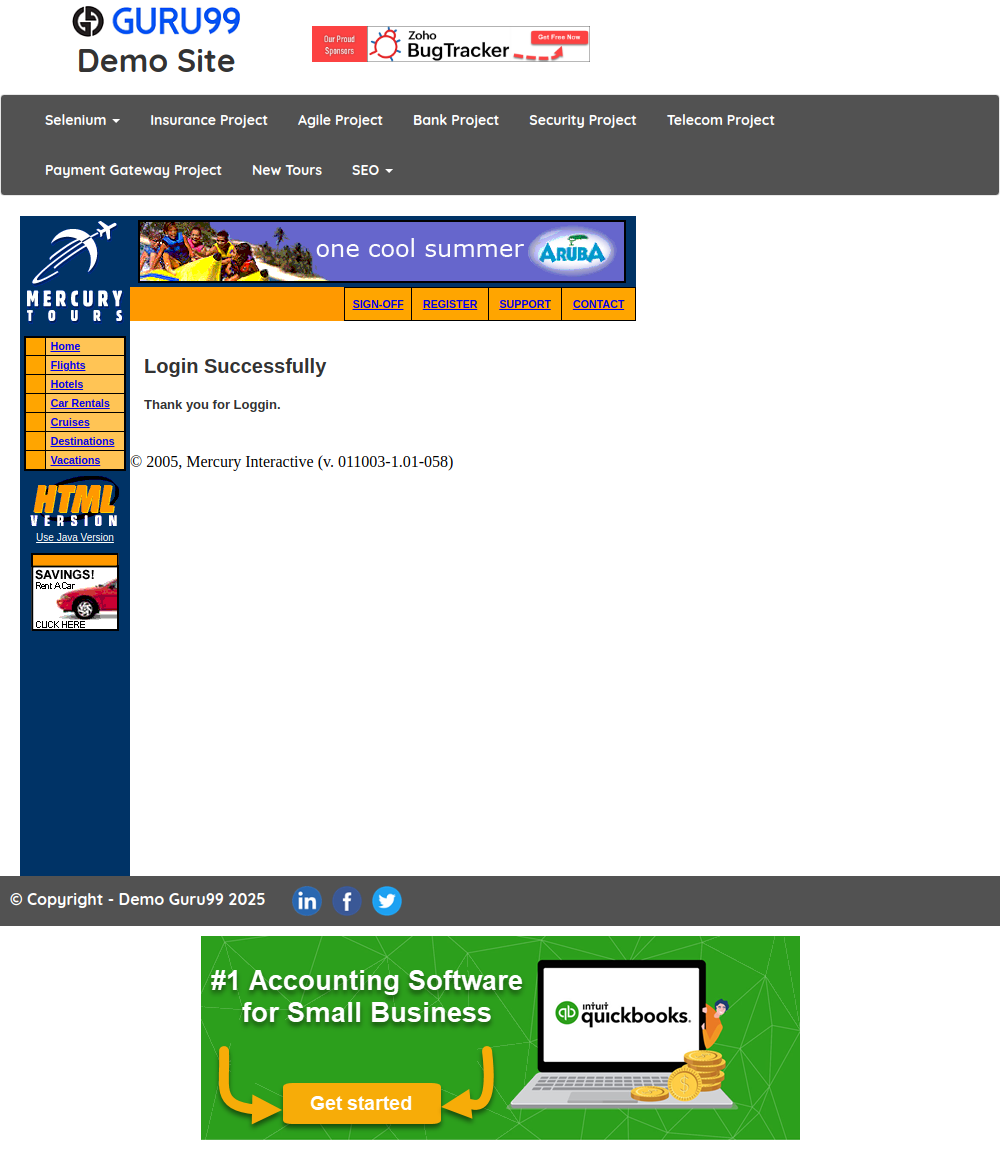 GURU99
Demo Site
Our Proud
Sponsors
Zoho
BugTracker
Get Free Now
Selenium
Insurance Project
Agile Project
Bank Project
Security Project
Telecom Project
Payment Gateway Project
New Tours
SEO
MERCURY
TOURS
one cool summer
ARUBA
SIGN-OFF
REGISTER
SUPPORT
CONTACT
Home
Flights
Hotels
Car Rentals
Cruises
Destinations
Vacations
Login Successfully
Thank you for Loggin.
© 2005, Mercury Interactive (v. 011003-1.01-058)
HTML
VERSION
Use Java Version
SAVINGS!
Rent A Car
CLICK HERE
© Copyright - Demo Guru99 2025
in
f
#1 Accounting Software
for Small Business
Get started
qb
intuit
quickbooks.